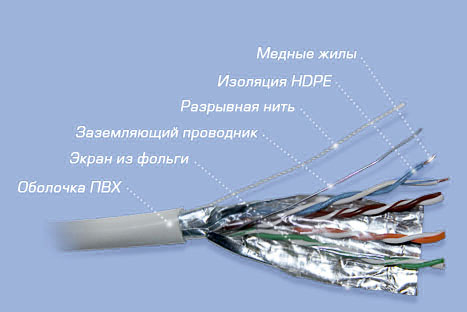 Медные жилы
Изоляция HDPE
Разрывная нить
Заземляющий проводник
Экран из фольги
Оболочка ПВХ